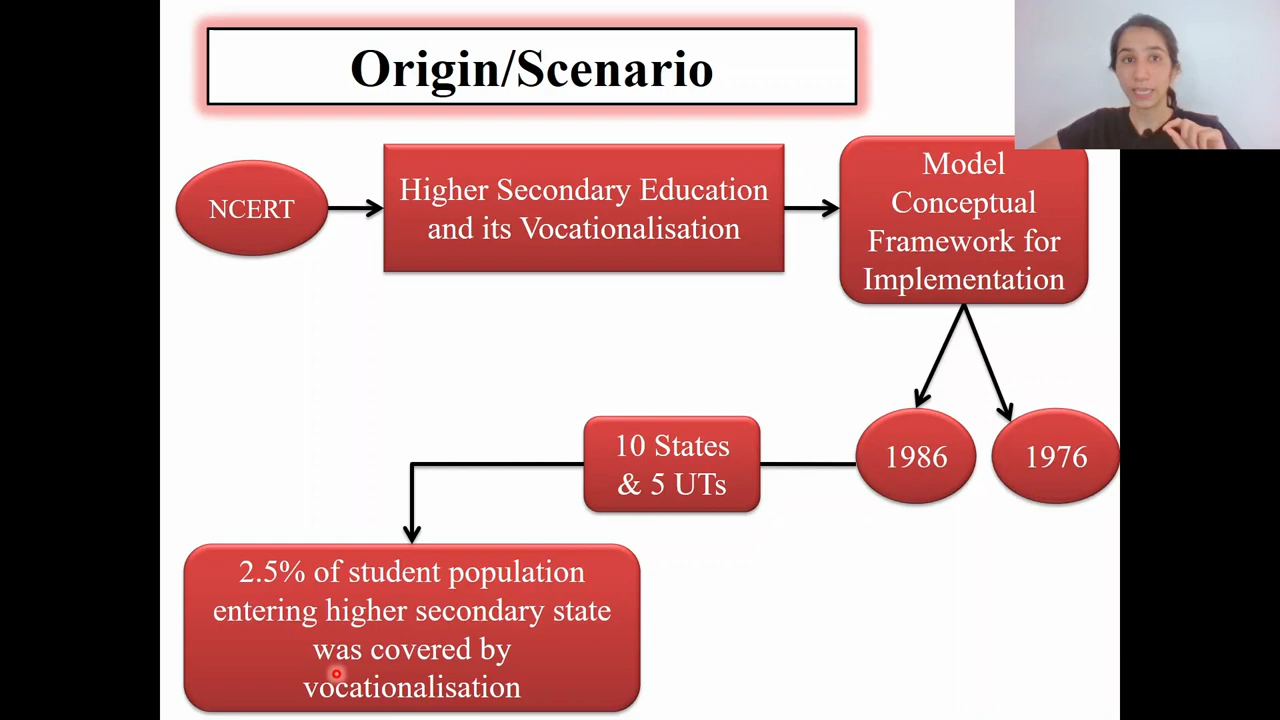 Origin/Scenario
NCERT
Higher Secondary Education
and its Vocationalisation
Model
Conceptual
Framework for
Implementation
1986
1976
10 States
& 5 UTs
2.5% of student population
entering higher secondary state
was covered by
vocationalisation